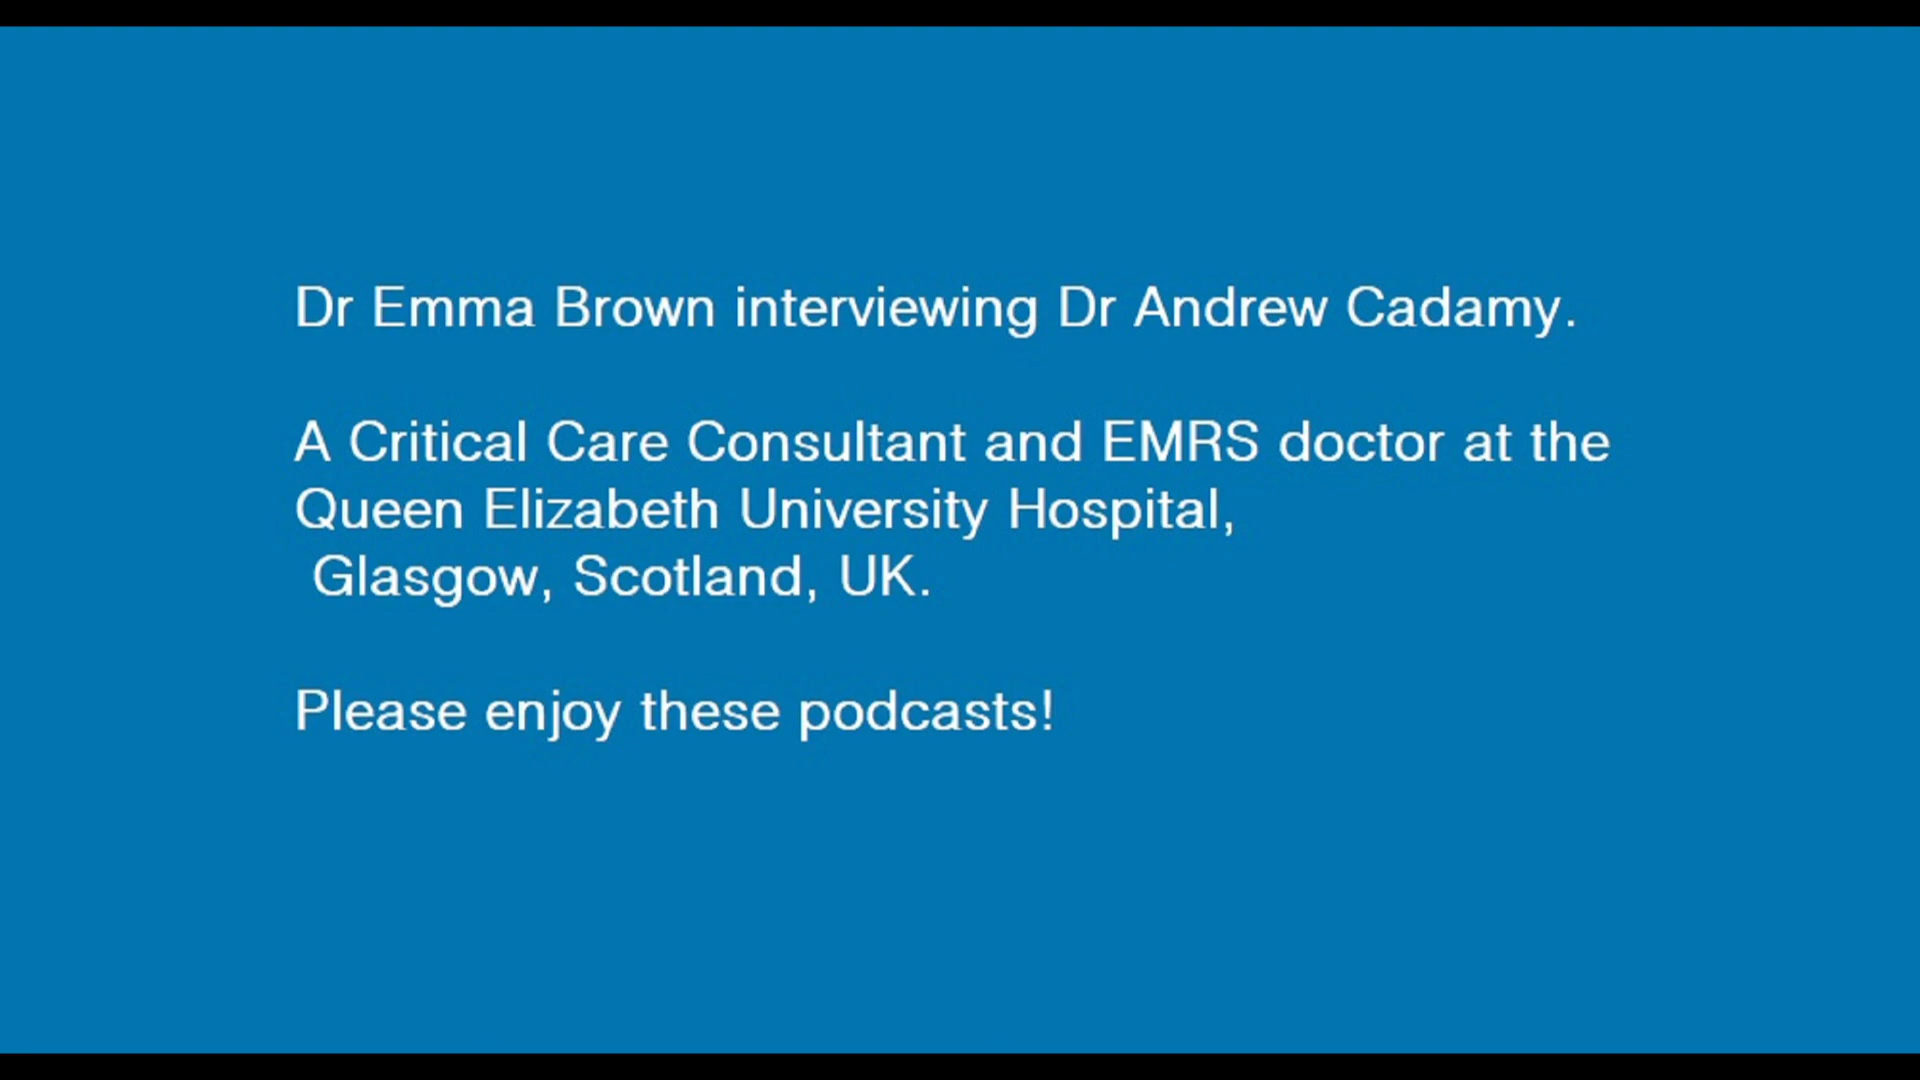 Dr Emma Brown interviewing Dr Andrew Cadamy.
A Critical Care Consultant and EMRS doctor at the
Queen Elizabeth University Hospital,
Glasgow, Scotland, UK.
Please enjoy these podcasts!